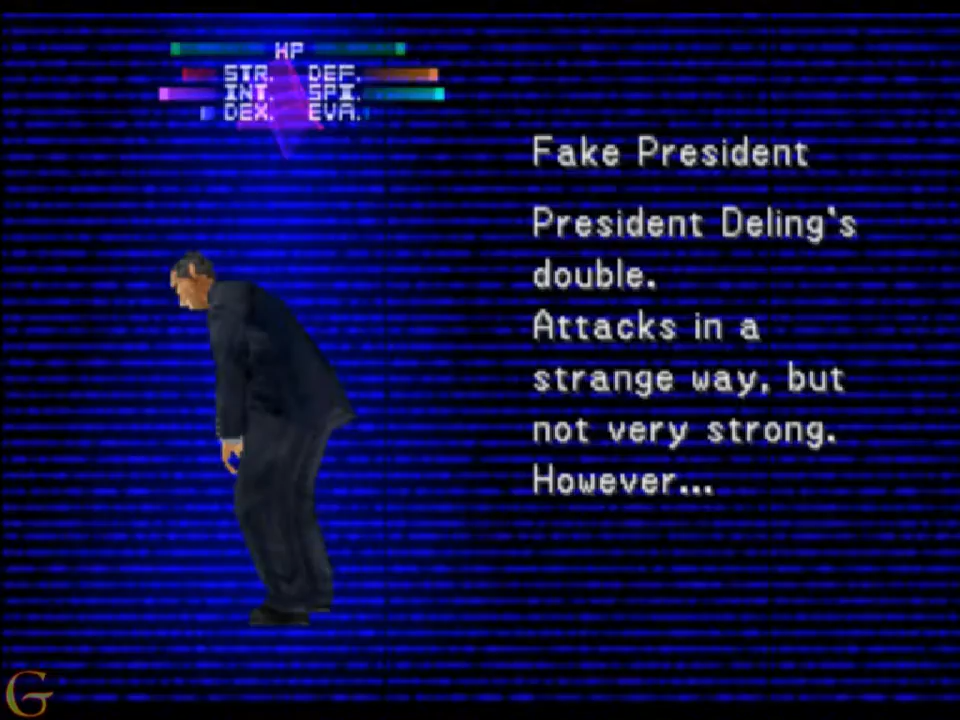 HP
STR. DEF.
INT. SPI.
DEX. EVA.
Fake President
President Deling's
double.
Attacks in a
strange way, but
not very strong.
However...
G